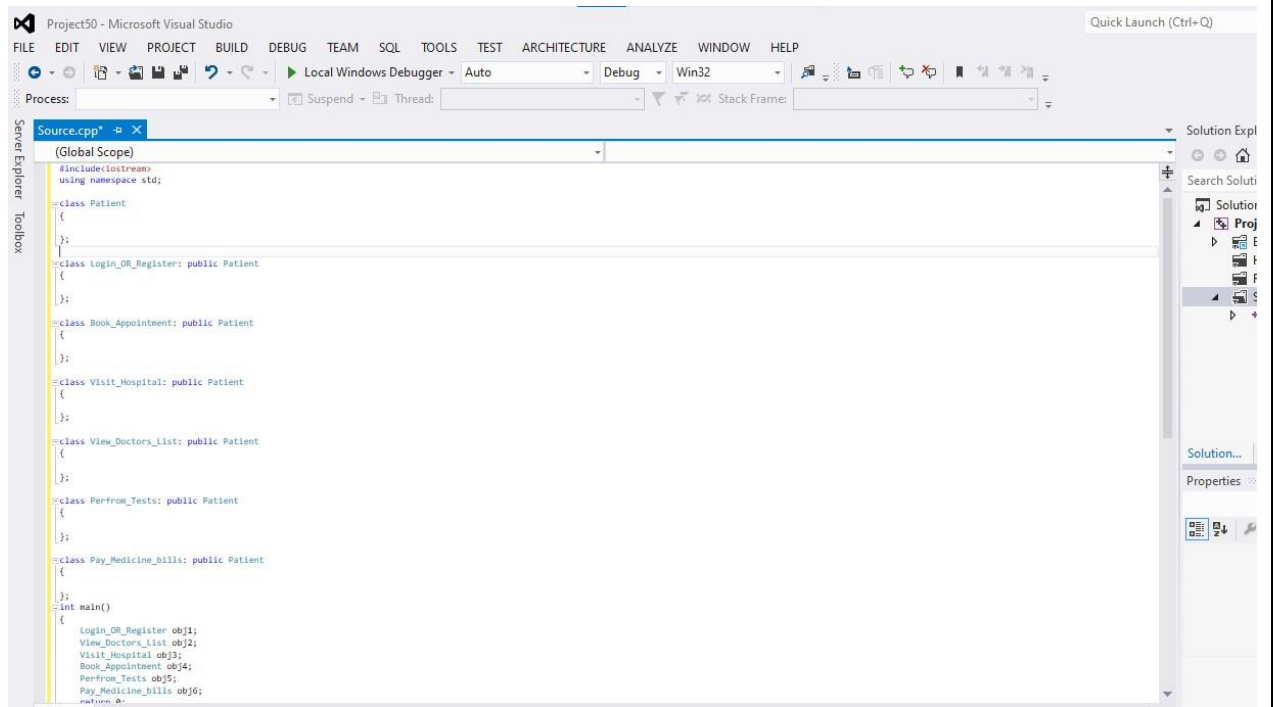 Project50 - Microsoft Visual Studio
Quick Launch (Ctrl+Q)
FILE EDIT VIEW PROJECT BUILD DEBUG TEAM SQL TOOLS TEST ARCHITECTURE ANALYZE WINDOW HELP
Local Windows Debugger Auto Debug Win32
Process: Suspend Thread: Stack Frame:
Server Explorer
Toolbox
Source.cpp*
(Global Scope)
#include<iostream>
using namespace std;
class Patient
{
};
class Login_OR_Register: public Patient
{
};
class Book_Appointment: public Patient
{
};
class Visit_Hospital: public Patient
{
};
class View_Doctors_List: public Patient
{
};
class Perfrom_Tests: public Patient
{
};
class Pay_Medicine_bills: public Patient
{
};
int main()
{
Login_OR_Register obj1;
View_Doctors_List obj2;
Visit_Hospital obj3;
Book_Appointment obj4;
Perfrom_Tests obj5;
Pay_Medicine_bills obj6;
return 0;
Solution Expl
Search Soluti
Solution
Proj
Solution...
Properties